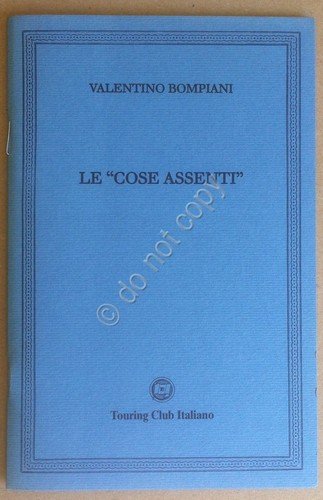 VALENTINO BOMPIANI
LE “COSE ASSENTI”
© do not copy
Touring Club Italiano